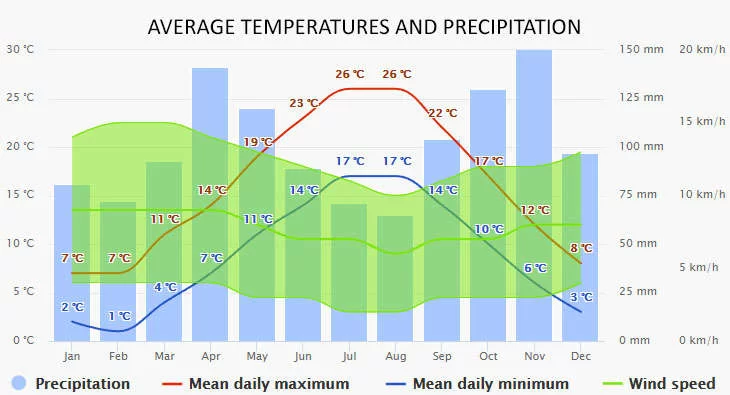 AVERAGE TEMPERATURES AND PRECIPITATION
30 °C 150 mm 20 km/h
26 °C 26 °C
25 °C 23 °C 22 °C 125 mm 15 km/h
20 °C 19 °C 17 °C 17 °C 17 °C 100 mm
15 °C 14 °C 14 °C 14 °C 75 mm 10 km/h
11 °C 11 °C 12 °C
10 °C 10 °C 50 mm
7 °C 7 °C 7 °C 6 °C 8 °C 5 km/h
5 °C 4 °C 25 mm
2 °C 1 °C 3 °C
0 °C 0 mm 0 km/h
Jan Feb Mar Apr May Jun Jul Aug Sep Oct Nov Dec
Precipitation Mean daily maximum Mean daily minimum Wind speed